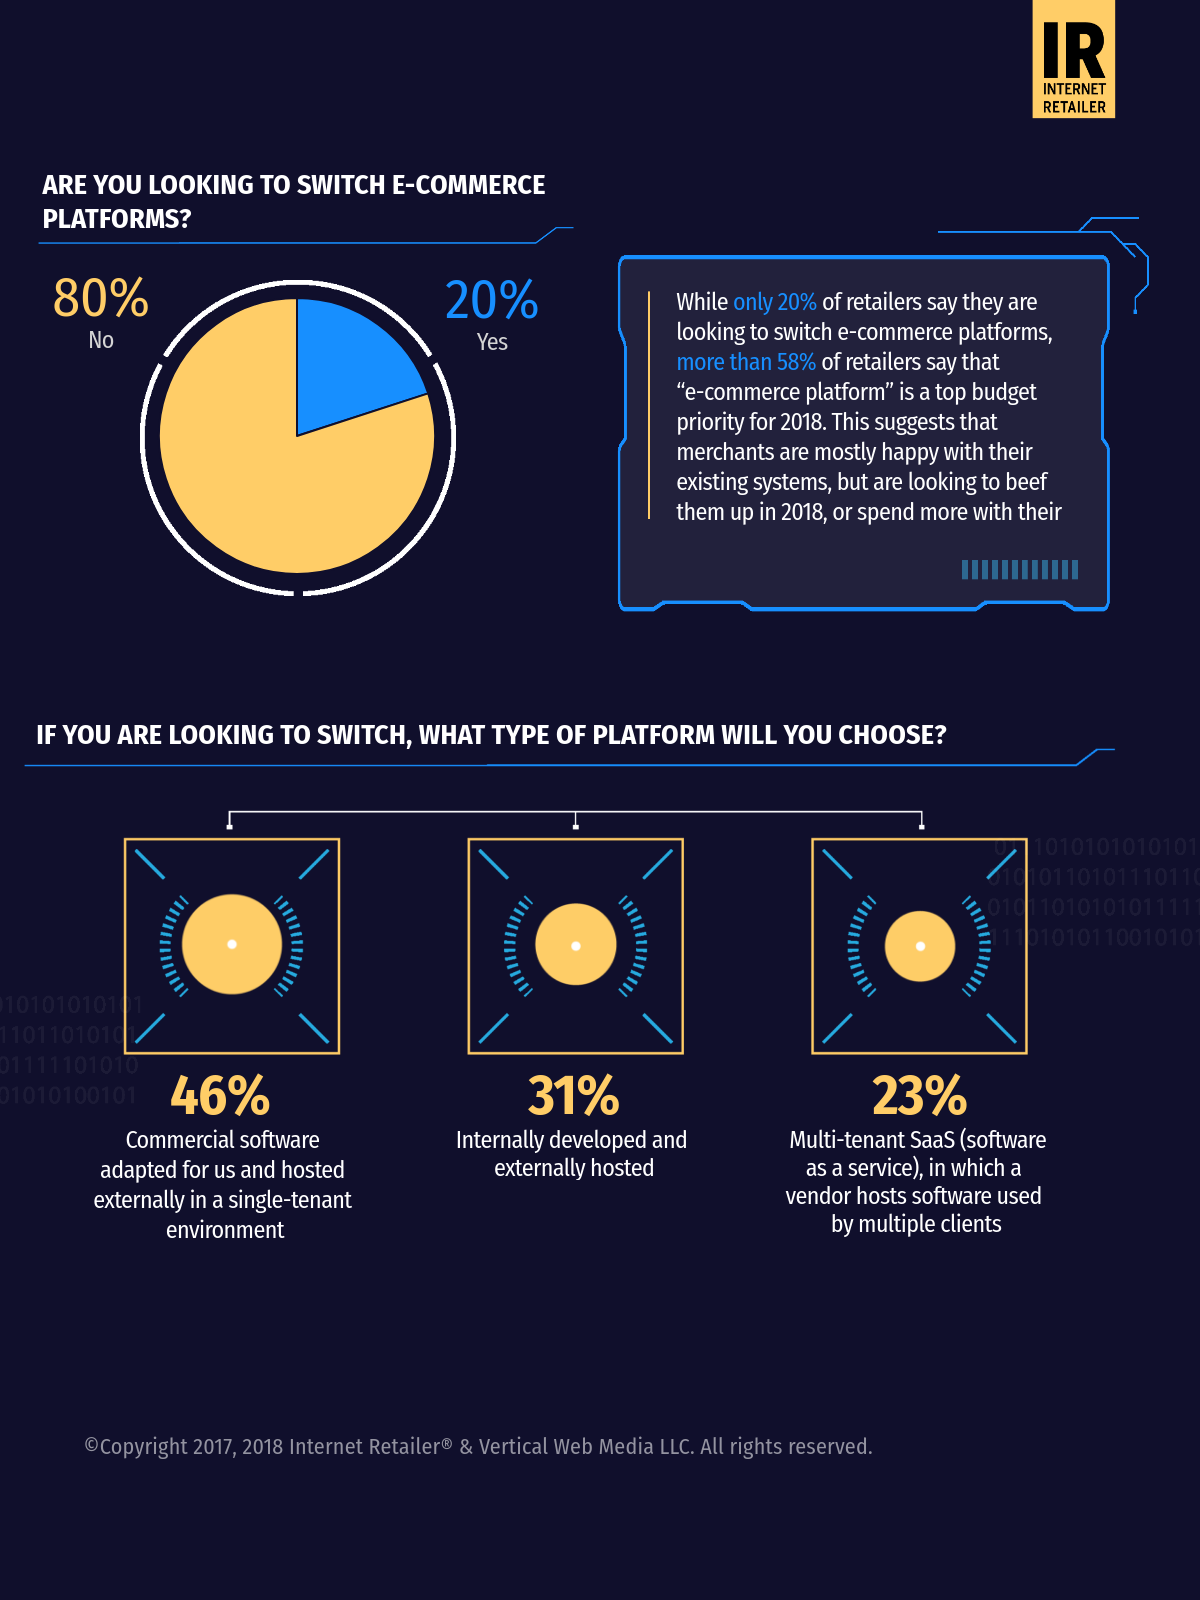 IR
INTERNET
RETAILER
ARE YOU LOOKING TO SWITCH E-COMMERCE
PLATFORMS?
80%
No
20%
Yes
While only 20% of retailers say they are
looking to switch e-commerce platforms,
more than 58% of retailers say that
“e-commerce platform” is a top budget
priority for 2018. This suggests that
merchants are mostly happy with their
existing systems, but are looking to beef
them up in 2018, or spend more with their
IF YOU ARE LOOKING TO SWITCH, WHAT TYPE OF PLATFORM WILL YOU CHOOSE?
46%
Commercial software
adapted for us and hosted
externally in a single-tenant
environment
31%
Internally developed and
externally hosted
23%
Multi-tenant SaaS (software
as a service), in which a
vendor hosts software used
by multiple clients
©Copyright 2017, 2018 Internet Retailer® & Vertical Web Media LLC. All rights reserved.